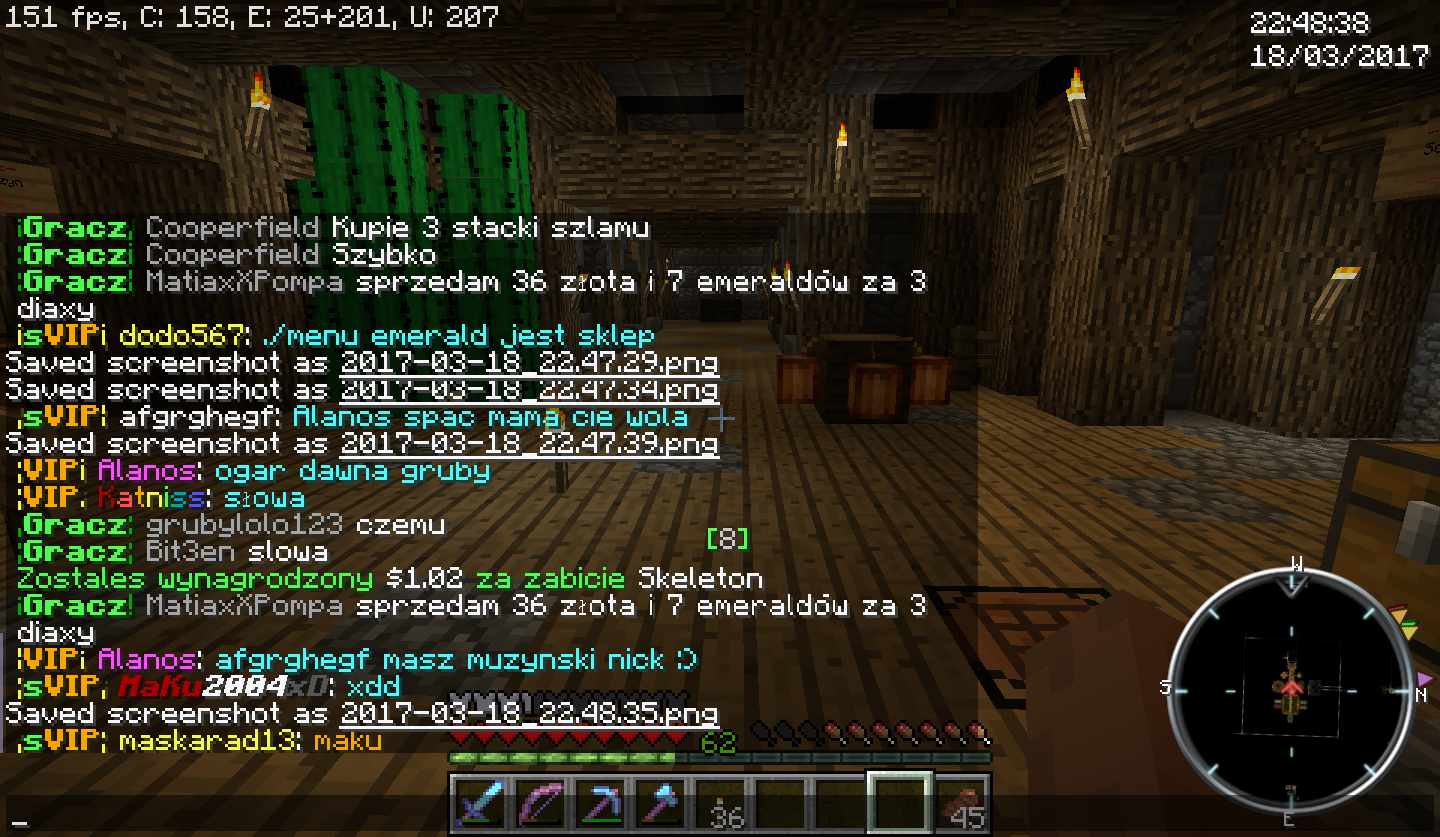 151 fps, C: 158, E: 25+201, U: 207
22:48:38
18/03/2017
Gracz Cooperfield Kupie 3 stacki szlamu
Gracz Cooperfield Szybko
Gracz MatiaxXPompa sprzedam 36 złota i 7 emeraldów za 3
diaxy
sVIP dodo567: ./menu emerald jest sklep
Saved screenshot as 2017-03-18_22.47.29.png
Saved screenshot as 2017-03-18_22.47.34.png
sVIP afgrghegf: Alanos spac mama cie wola
Saved screenshot as 2017-03-18_22.47.39.png
VIP Alanos: ogar dawna gruby
VIP Katniss: słowa
Gracz grubylolo123 czemu
Gracz Bit3en slowa
[8]
Zostales wynagrodzony $1.02 za zabicie Skeleton
Gracz MatiaxXPompa sprzedam 36 złota i 7 emeraldów za 3
diaxy
VIP Alanos: afgrghegf masz muzynski nick :)
sVIP MaKu2004xD: xdd
Saved screenshot as 2017-03-18_22.48.35.png
sVIP maskarad13: maku
62
W
S
N
E
36
45
_